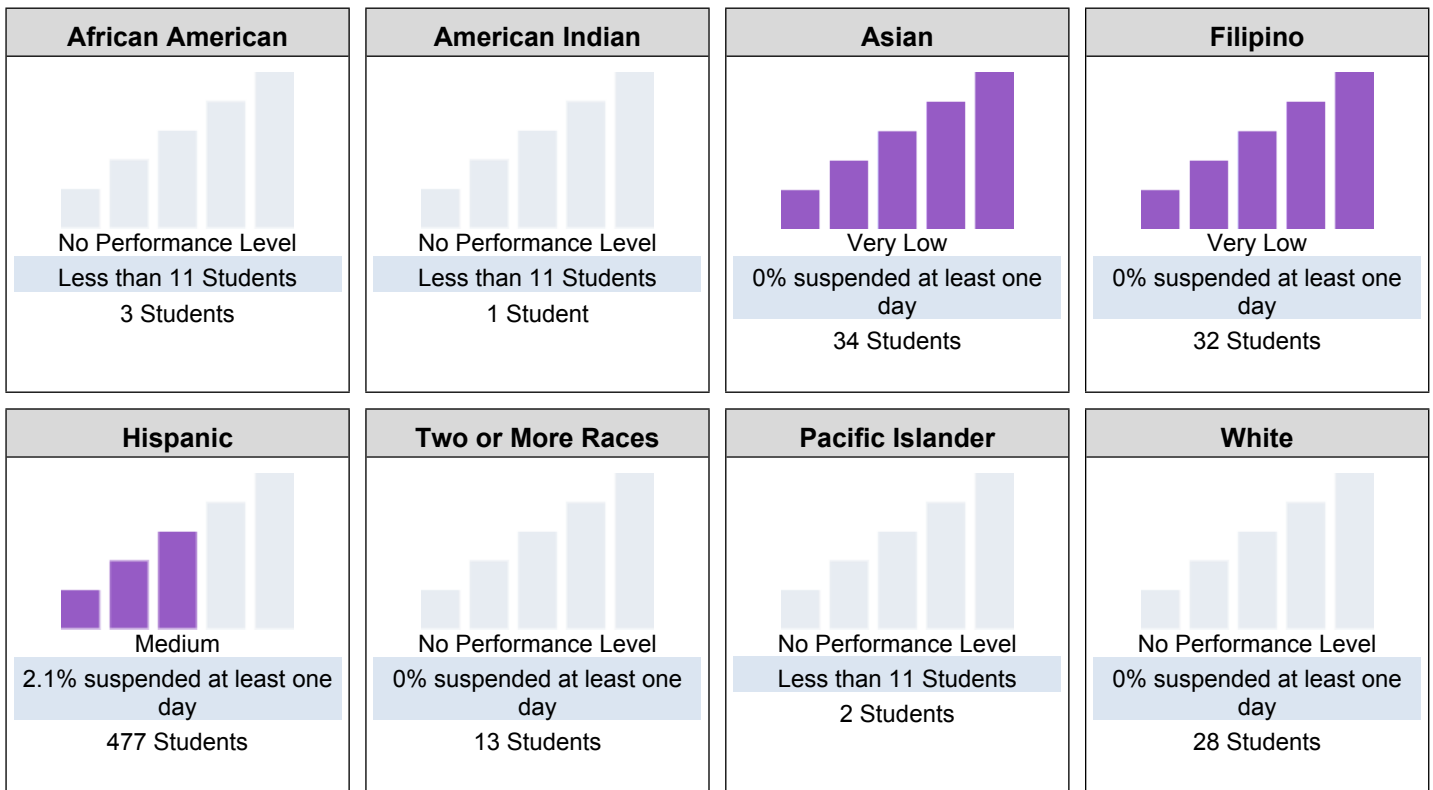 African American
No Performance Level
Less than 11 Students
3 Students
American Indian
No Performance Level
Less than 11 Students
1 Student
Asian
Very Low
0% suspended at least one
day
34 Students
Filipino
Very Low
0% suspended at least one
day
32 Students
Hispanic
Medium
2.1% suspended at least one
day
477 Students
Two or More Races
No Performance Level
0% suspended at least one
day
13 Students
Pacific Islander
No Performance Level
Less than 11 Students
2 Students
White
No Performance Level
0% suspended at least one
day
28 Students